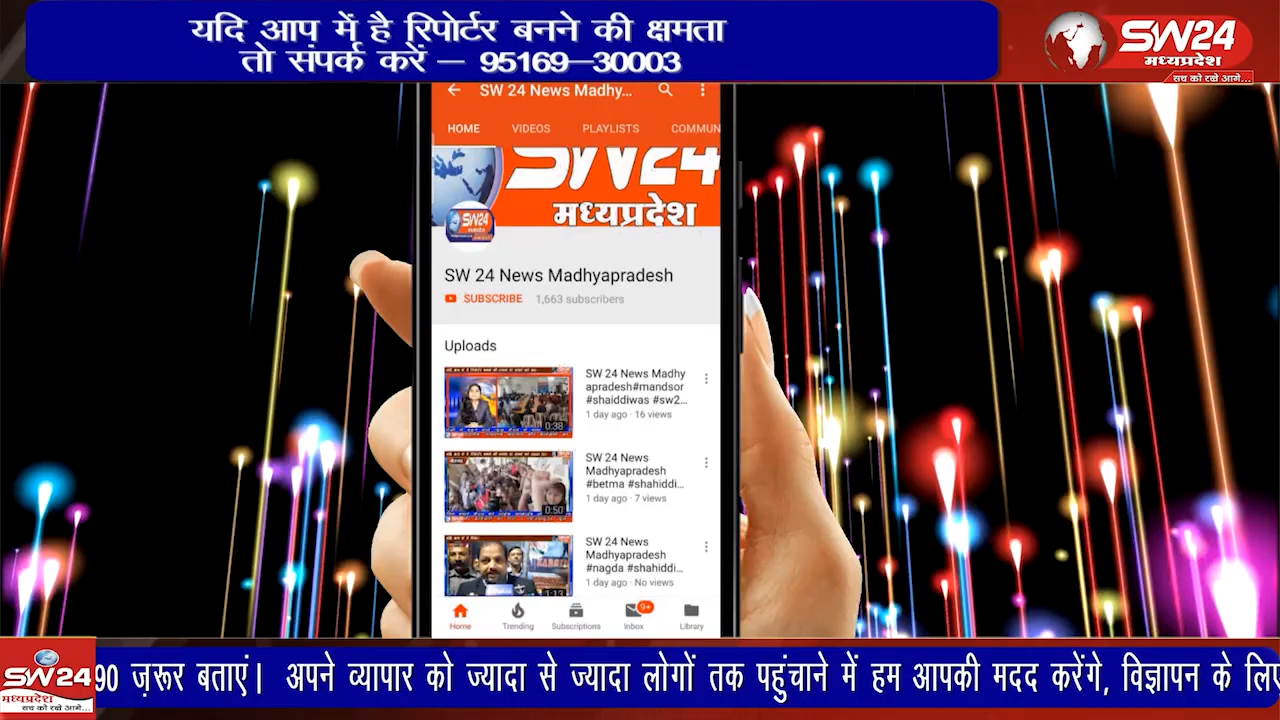 यदि आप में है रिपोर्टर बनने की क्षमता
तो संपर्क करें – 95169–30003
SW24
मध्यप्रदेश
सच को रखे आगे...
SW 24 News Madhy...
HOME VIDEOS PLAYLISTS COMMUN
SW24
मध्यप्रदेश
SW24
SW 24 News Madhyapradesh
SUBSCRIBE 1,663 subscribers
Uploads
SW 24 News Madhy
apradesh#mandsor
#shaiddiwas #sw2...
1 day ago · 16 views
0:38
SW 24 News
Madhyapradesh
#betma #shahiddi...
1 day ago · 7 views
0:50
SW 24 News
Madhyapradesh
#nagda #shahiddi...
1 day ago · No views
1:13
9+
Home Trending Subscriptions Inbox Library
SW24
मध्यप्रदेश
सच को रखे आगे...
90 ज़रूर बताएं। अपने व्यापार को ज्यादा से ज्यादा लोगों तक पहुंचाने में हम आपकी मदद करेंगे, विज्ञापन के लिए